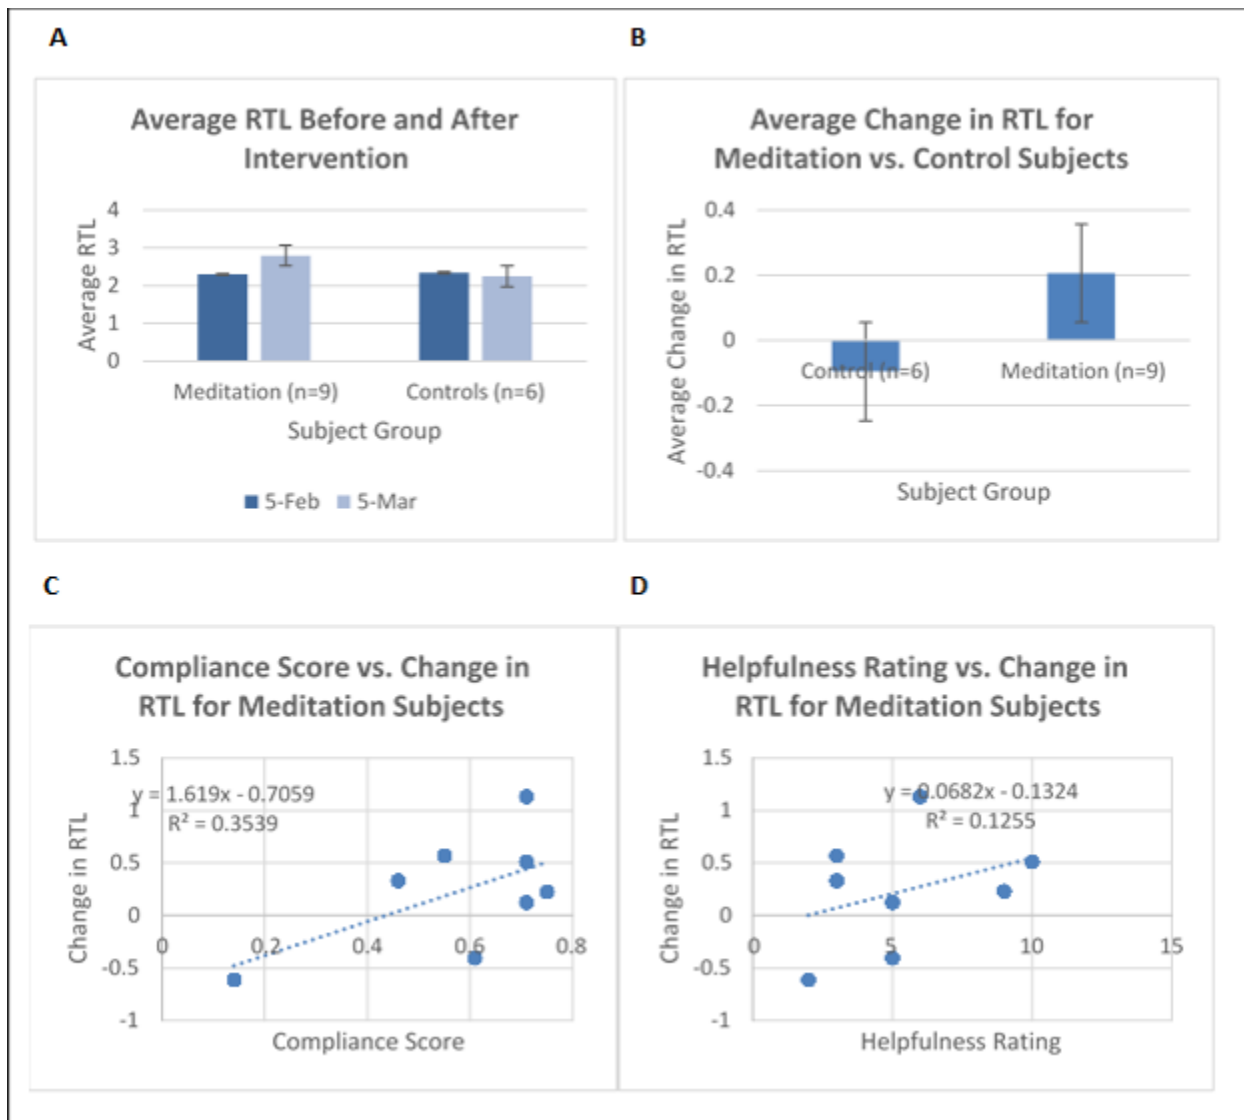 A
Average RTL Before and After
Intervention
4
3
2
1
0
Average RTL
Meditation (n=9)
Controls (n=6)
Subject Group
5-Feb
5-Mar
B
Average Change in RTL for
Meditation vs. Control Subjects
0.4
0.2
0
-0.2
-0.4
Average Change in RTL
Control (n=6)
Meditation (n=9)
Subject Group
C
Compliance Score vs. Change in
RTL for Meditation Subjects
1.5
1
0.5
0
-0.5
-1
Change in RTL
y = 1.619x - 0.7059
R² = 0.3539
0
0.2
0.4
0.6
0.8
Compliance Score
D
Helpfulness Rating vs. Change in
RTL for Meditation Subjects
1.5
1
0.5
0
-0.5
-1
Change in RTL
y = 0.0682x - 0.1324
R² = 0.1255
0
5
10
15
Helpfulness Rating